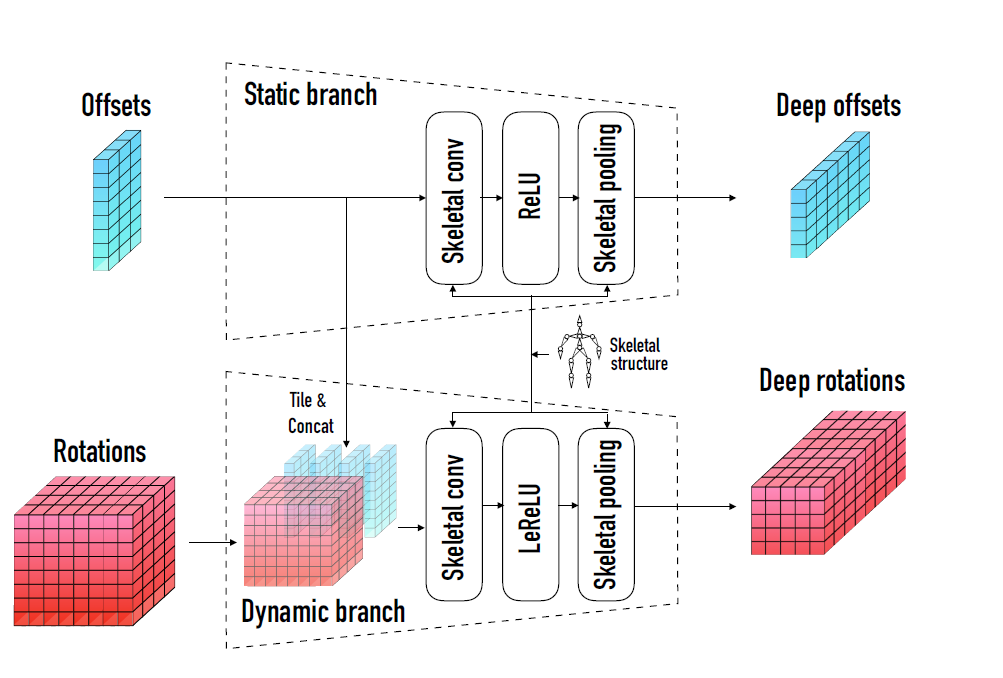 Static branch
Offsets
Deep offsets
Skeletal conv
ReLU
Skeletal pooling
Skeletal
structure
Deep rotations
Tile &
Concat
Rotations
Skeletal conv
LeReLU
Skeletal pooling
Dynamic branch